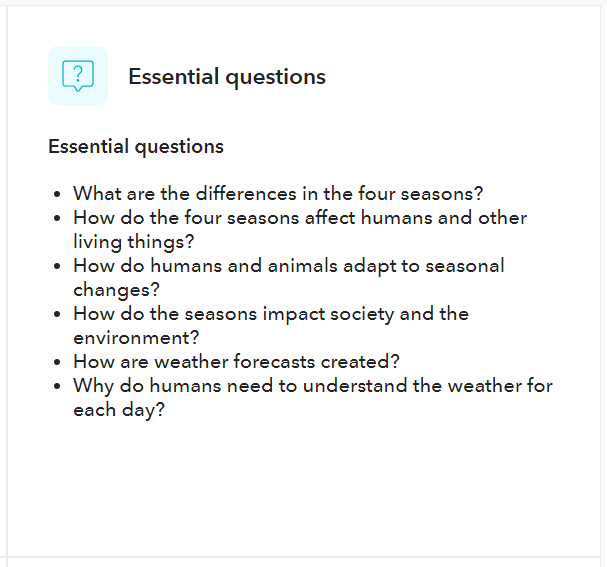 ?
Essential questions
Essential questions
• What are the differences in the four seasons?
• How do the four seasons affect humans and other
living things?
• How do humans and animals adapt to seasonal
changes?
• How do the seasons impact society and the
environment?
• How are weather forecasts created?
• Why do humans need to understand the weather for
each day?